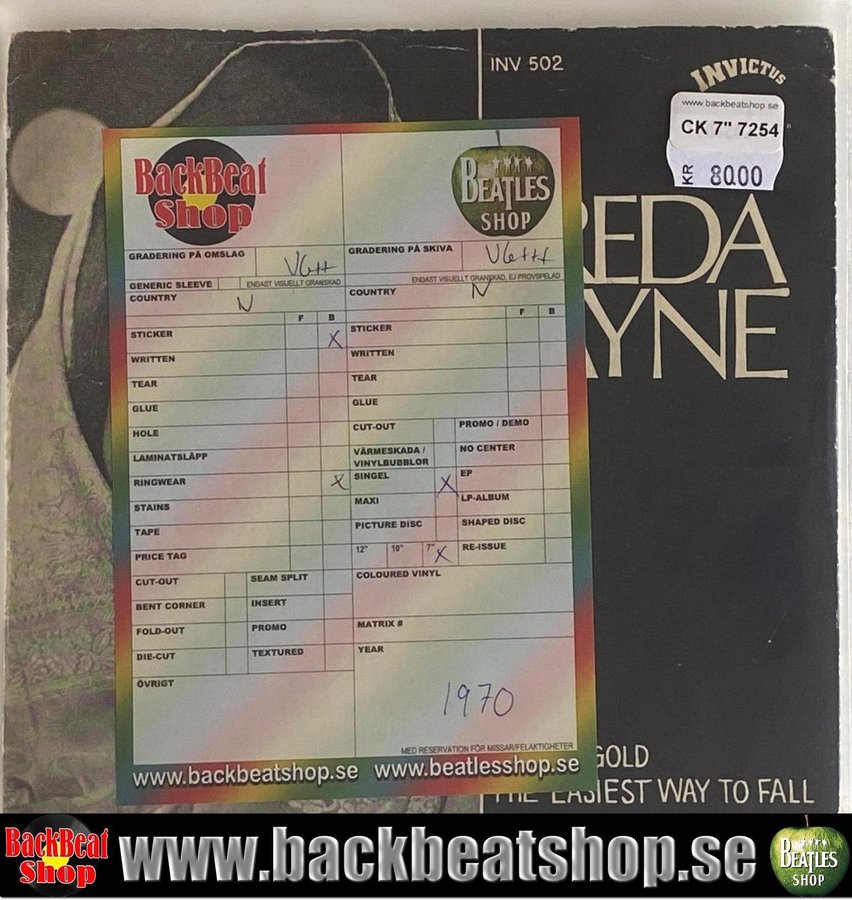 INV 502
INVICTUS
www.backbeatshop.se
CK 7" 7254
KR 80.00
REDA
AYNE
BackBeat
Shop
BEATLES
SHOP
GRADERING PÅ OMSLAG VG++
GENERIC SLEEVE ENDAST VISUELLT GRANSKAD
COUNTRY N
F B
STICKER X
WRITTEN
TEAR
GLUE
HOLE
LAMINATSLÄPP
RINGWEAR X
STAINS
TAPE
PRICE TAG
CUT-OUT SEAM SPLIT
BENT CORNER INSERT
FOLD-OUT PROMO
DIE-CUT TEXTURED
ÖVRIGT
GRADERING PÅ SKIVA VG+++
ENDAST VISUELLT GRANSKAD, EJ PROVSPELAD
COUNTRY N
F B
STICKER
WRITTEN
TEAR
GLUE
CUT-OUT PROMO / DEMO
VÄRMESKADA / NO CENTER
VINYLBUBBLOR
SINGEL X EP
MAXI LP-ALBUM
PICTURE DISC SHAPED DISC
12" 10" 7" X RE-ISSUE
COLOURED VINYL
MATRIX #
YEAR
1970
MED RESERVATION FÖR MISSAR/FELAKTIGHETER
www.backbeatshop.se www.beatlesshop.se
GOLD
THE EASIEST WAY TO FALL
BackBeat
Shop
www.backbeatshop.se
BEATLES
SHOP